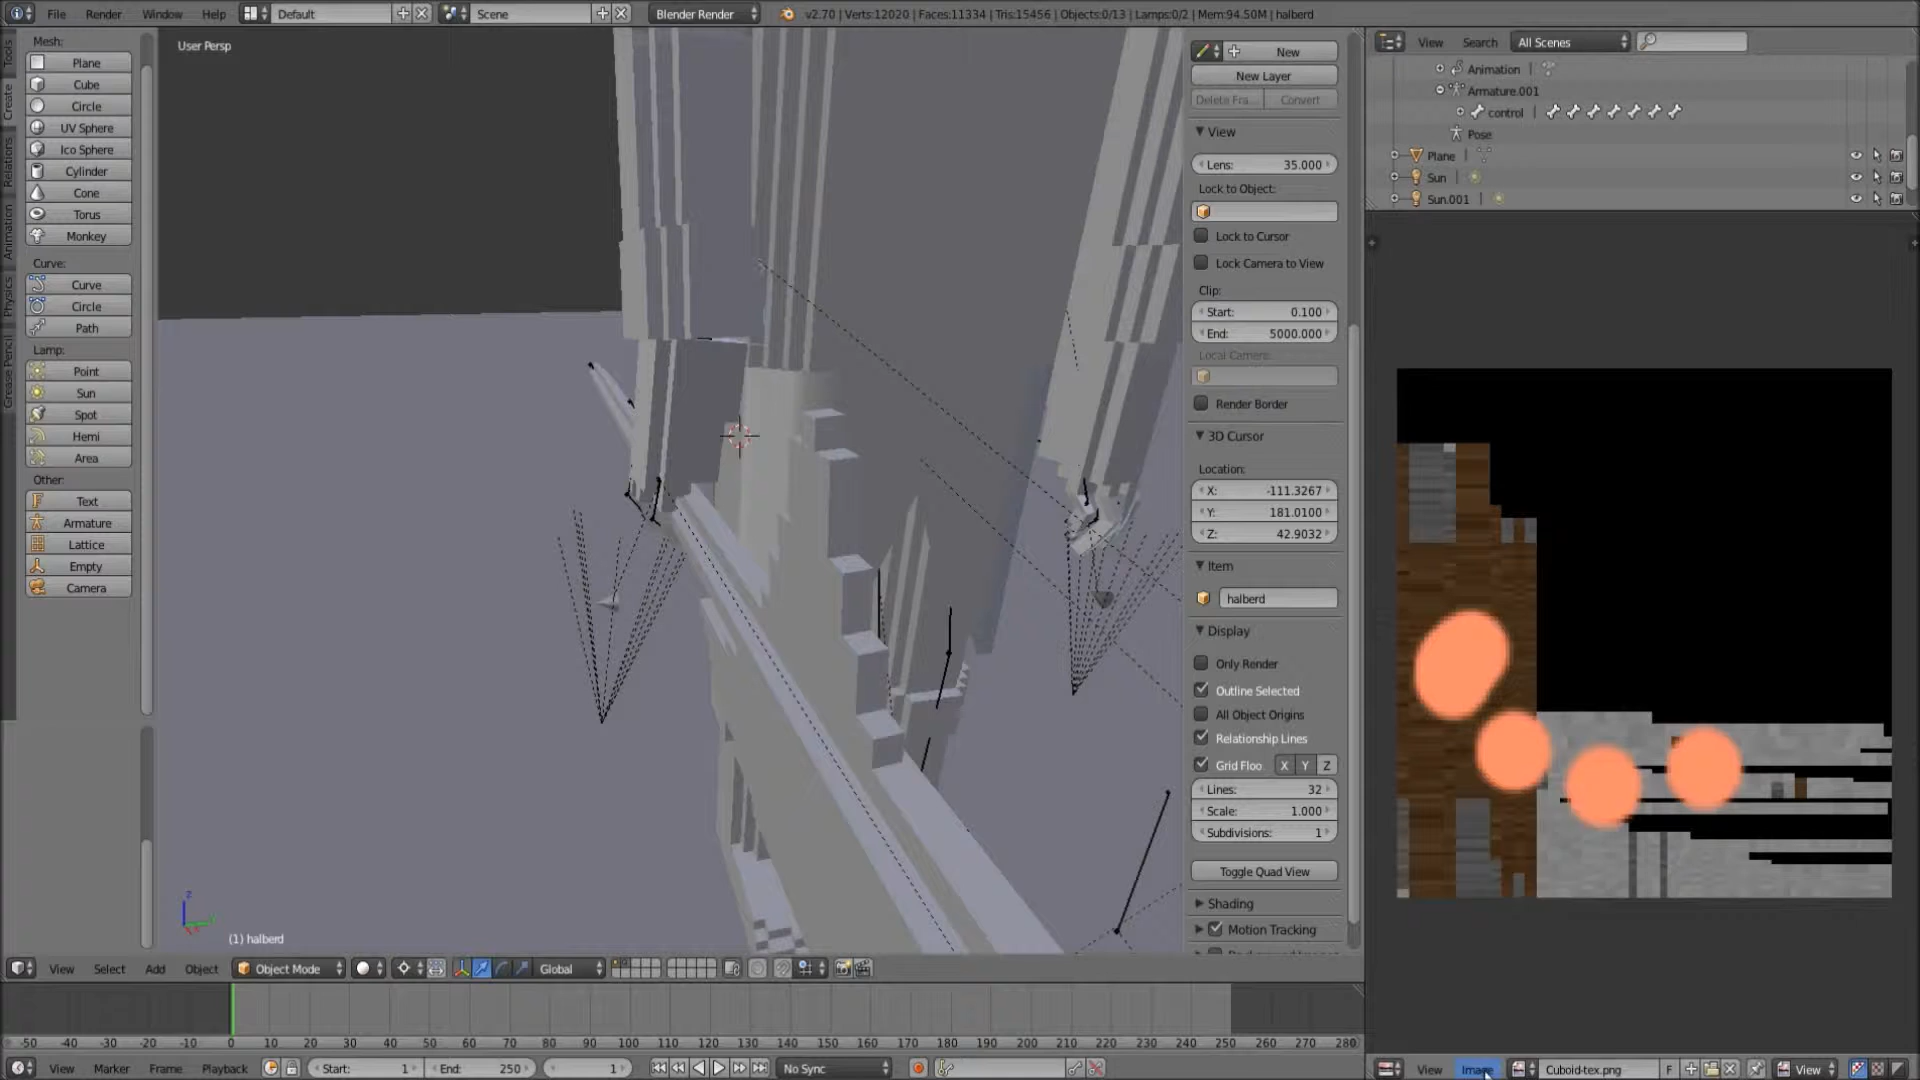 File Render Window Help Default Scene Blender Render v2.70 | Verts:12020 | Faces:11334 | Tris:15456 | Objects:0/13 | Lamps:0/2 | Mem:94.50M | halberd
Tools
Create
Relations
Animation
Physics
Grease Pencil
Mesh:
Plane
Cube
Circle
UV Sphere
Ico Sphere
Cylinder
Cone
Torus
Monkey
Curve:
Curve
Circle
Path
Lamp:
Point
Sun
Spot
Hemi
Area
Other:
Text
Armature
Lattice
Empty
Camera
User Persp
(1) halberd
New
New Layer
Delete Fra... Convert
View
Lens: 35.000
Lock to Object:
Lock to Cursor
Lock Camera to View
Clip:
Start: 0.100
End: 5000.000
Local Camera:
Render Border
3D Cursor
Location:
X: -111.3267
Y: 181.0100
Z: 42.9032
Item
halberd
Display
Only Render
Outline Selected
All Object Origins
Relationship Lines
Grid Floo X Y Z
Lines: 32
Scale: 1.000
Subdivisions: 1
Toggle Quad View
Shading
Motion Tracking
View Search All Scenes
Animation
Armature.001
control
Pose
Plane
Sun
Sun.001
View Select Add Object Object Mode Global
-50 -40 -30 -20 -10 0 10 20 30 40 50 60 70 80 90 100 110 120 130 140 150 160 170 180 190 200 210 220 230 240 250 260 270 280
View Marker Frame Playback Start: 1 End: 250 1 No Sync
View Image Cuboid-tex.png F View